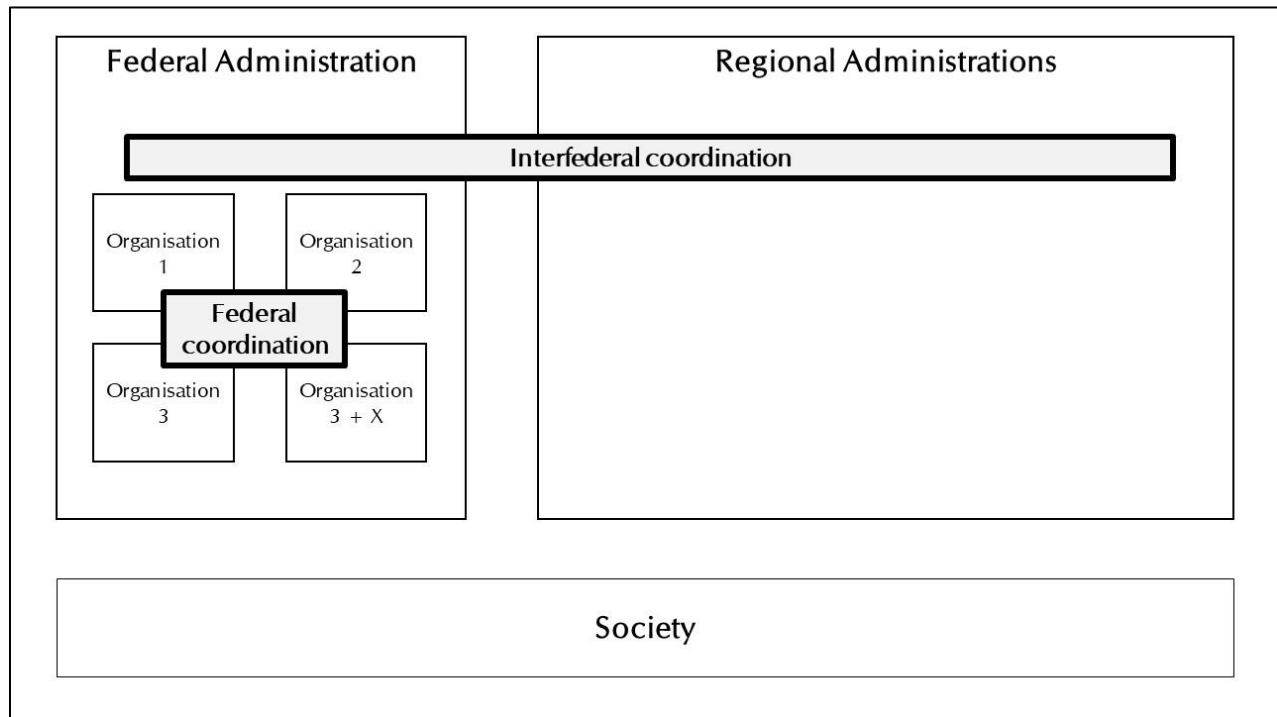 Federal Administration
Regional Administrations
Interfederal coordination
Organisation
1
Organisation
2
Federal
coordination
Organisation
3
Organisation
3 + X
Society